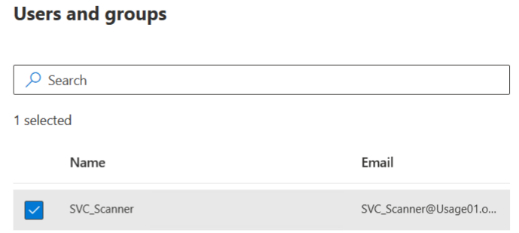 Users and groups
Search
1 selected
Name Email
SVC_Scanner SVC_Scanner@Usage01.o...